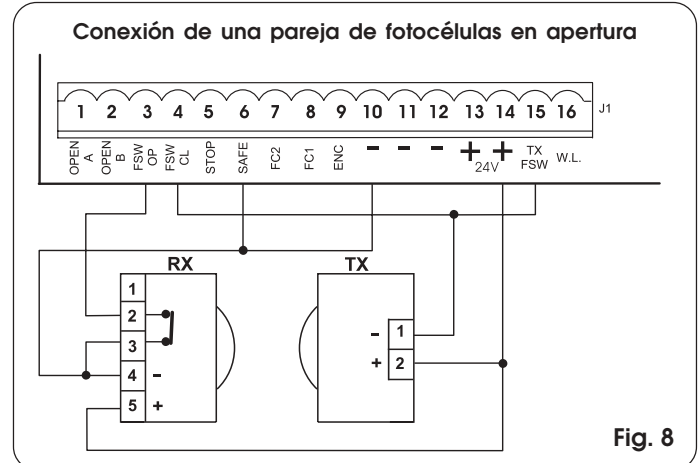 Conexión de una pareja de fotocélulas en apertura
1 2 3 4 5 6 7 8 9 10 11 12 13 14 15 16 J1
OPEN A
OPEN B
FSW OP
FSW CL
STOP
SAFE
FC2
FC1
ENC
- - - + +
24V
TX FSW
W.L.
RX
1
2
3
4 -
5 +
TX
- 1
+ 2
Fig. 8